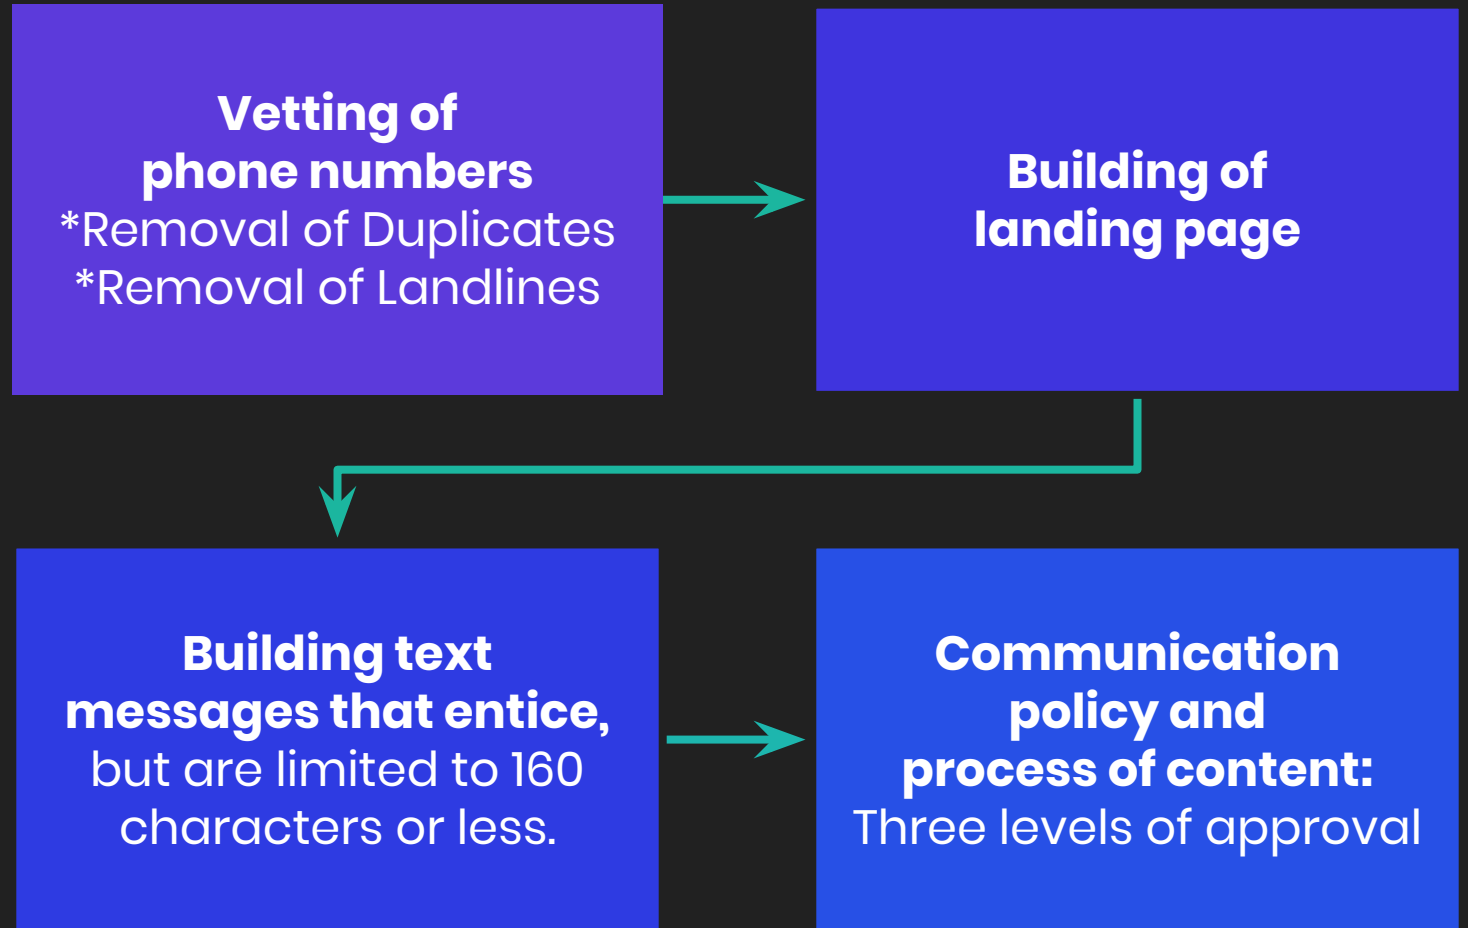 Vetting of
phone numbers
*Removal of Duplicates
*Removal of Landlines
Building of
landing page
Building text
messages that entice,
but are limited to 160
characters or less.
Communication
policy and
process of content:
Three levels of approval